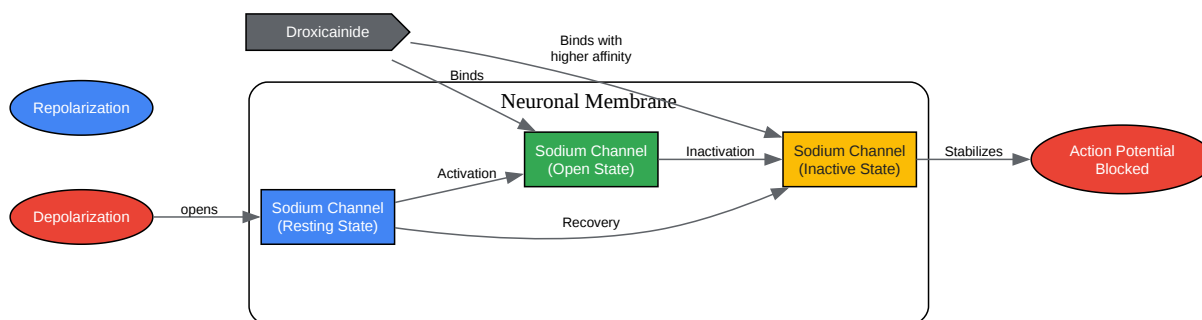 Droxicainide
Binds with
higher affinity
Binds
Neuronal Membrane
Repolarization
Sodium Channel
(Open State)
Inactivation
Sodium Channel
(Inactive State)
Stabilizes
Action Potential
Blocked
Activation
Depolarization
opens
Sodium Channel
(Resting State)
Recovery